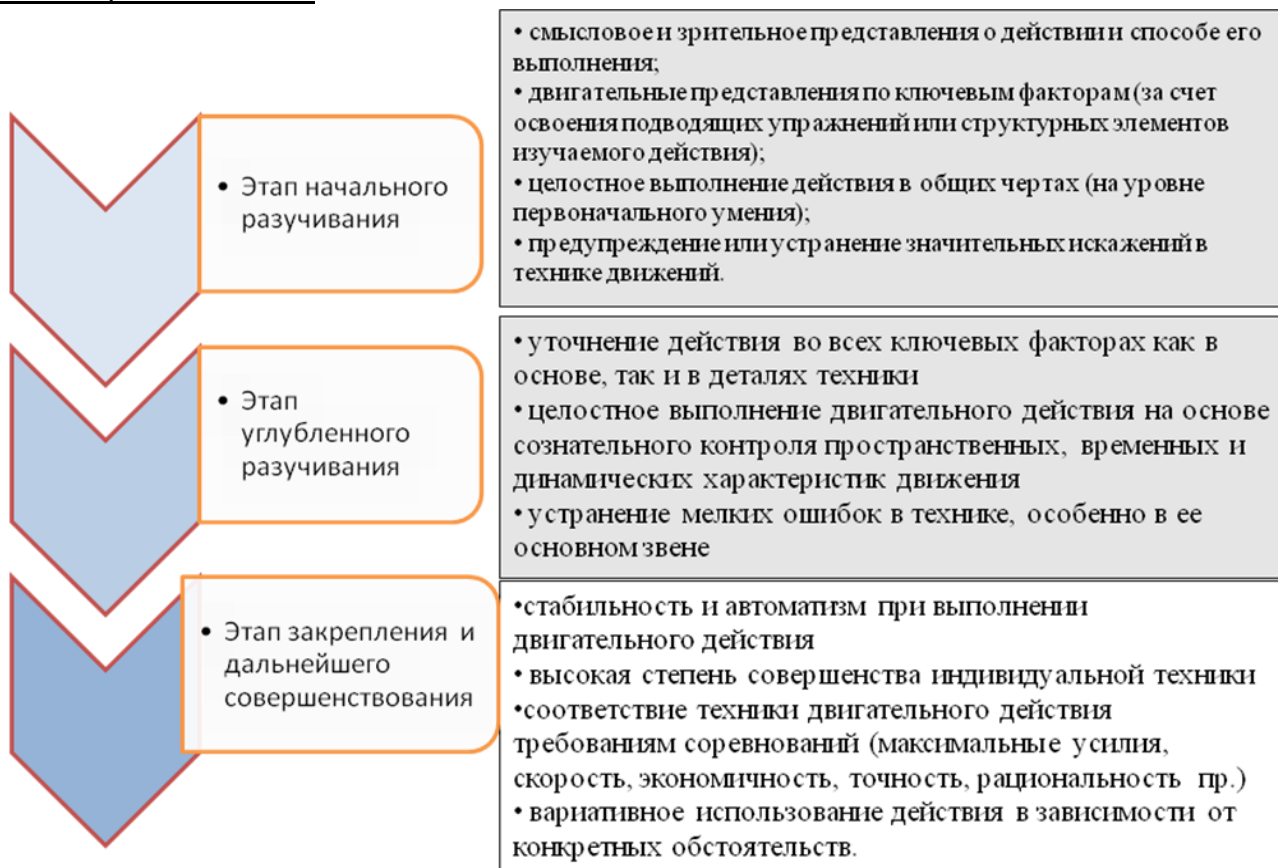 • Этап начального
разучивания
• смысловое и зрительное представления о действии и способе его
выполнения;
• двигательные представления по ключевым факторам (за счет
освоения подводящих упражнений или структурных элементов
изучаемого действия);
• целостное выполнение действия в общих чертах (на уровне
первоначального умения);
• предупреждение или устранение значительных искажений в
технике движений.
• Этап
углубленного
разучивания
• уточнение действия во всех ключевых факторах как в
основе, так и в деталях техники
• целостное выполнение двигательного действия на основе
сознательного контроля пространственных, временных и
динамических характеристик движения
• устранение мелких ошибок в технике, особенно в ее
основном звене
• Этап закрепления и
дальнейшего
совершенствования
•стабильность и автоматизм при выполнении
двигательного действия
• высокая степень совершенства индивидуальной техники
•соответствие техники двигательного действия
требованиям соревнований (максимальные усилия,
скорость, экономичность, точность, рациональность пр.)
• вариативное использование действия в зависимости от
конкретных обстоятельств.